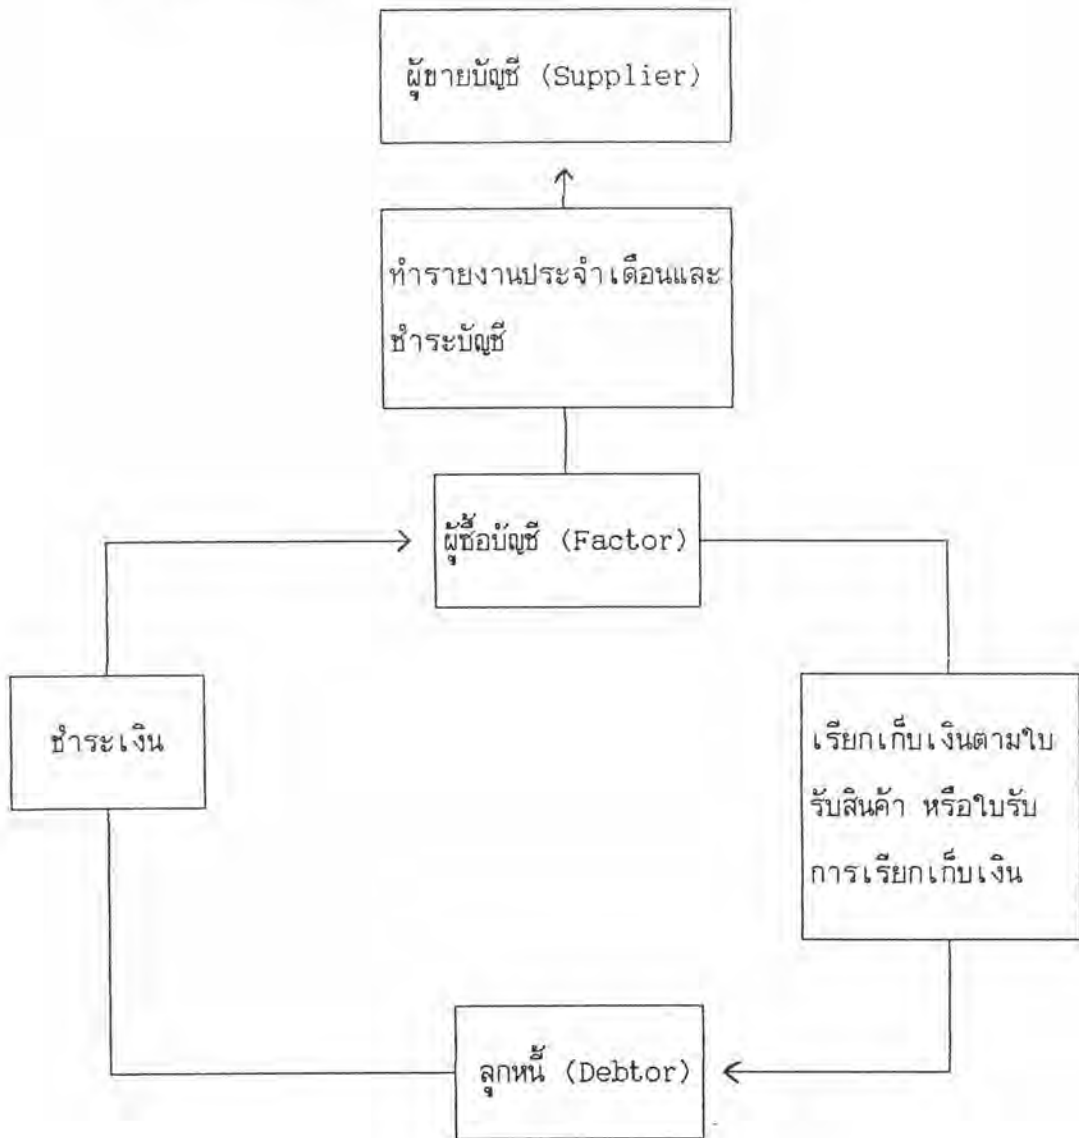 ผู้ขายบัญชี (Supplier)
ทำรายงานประจำเดือนและ
ชำระบัญชี
ผู้ซื้อบัญชี (Factor)
ชำระเงิน
เรียกเก็บเงินตามใบ
รับสินค้า หรือใบรับ
การเรียกเก็บเงิน
ลูกหนี้ (Debtor)